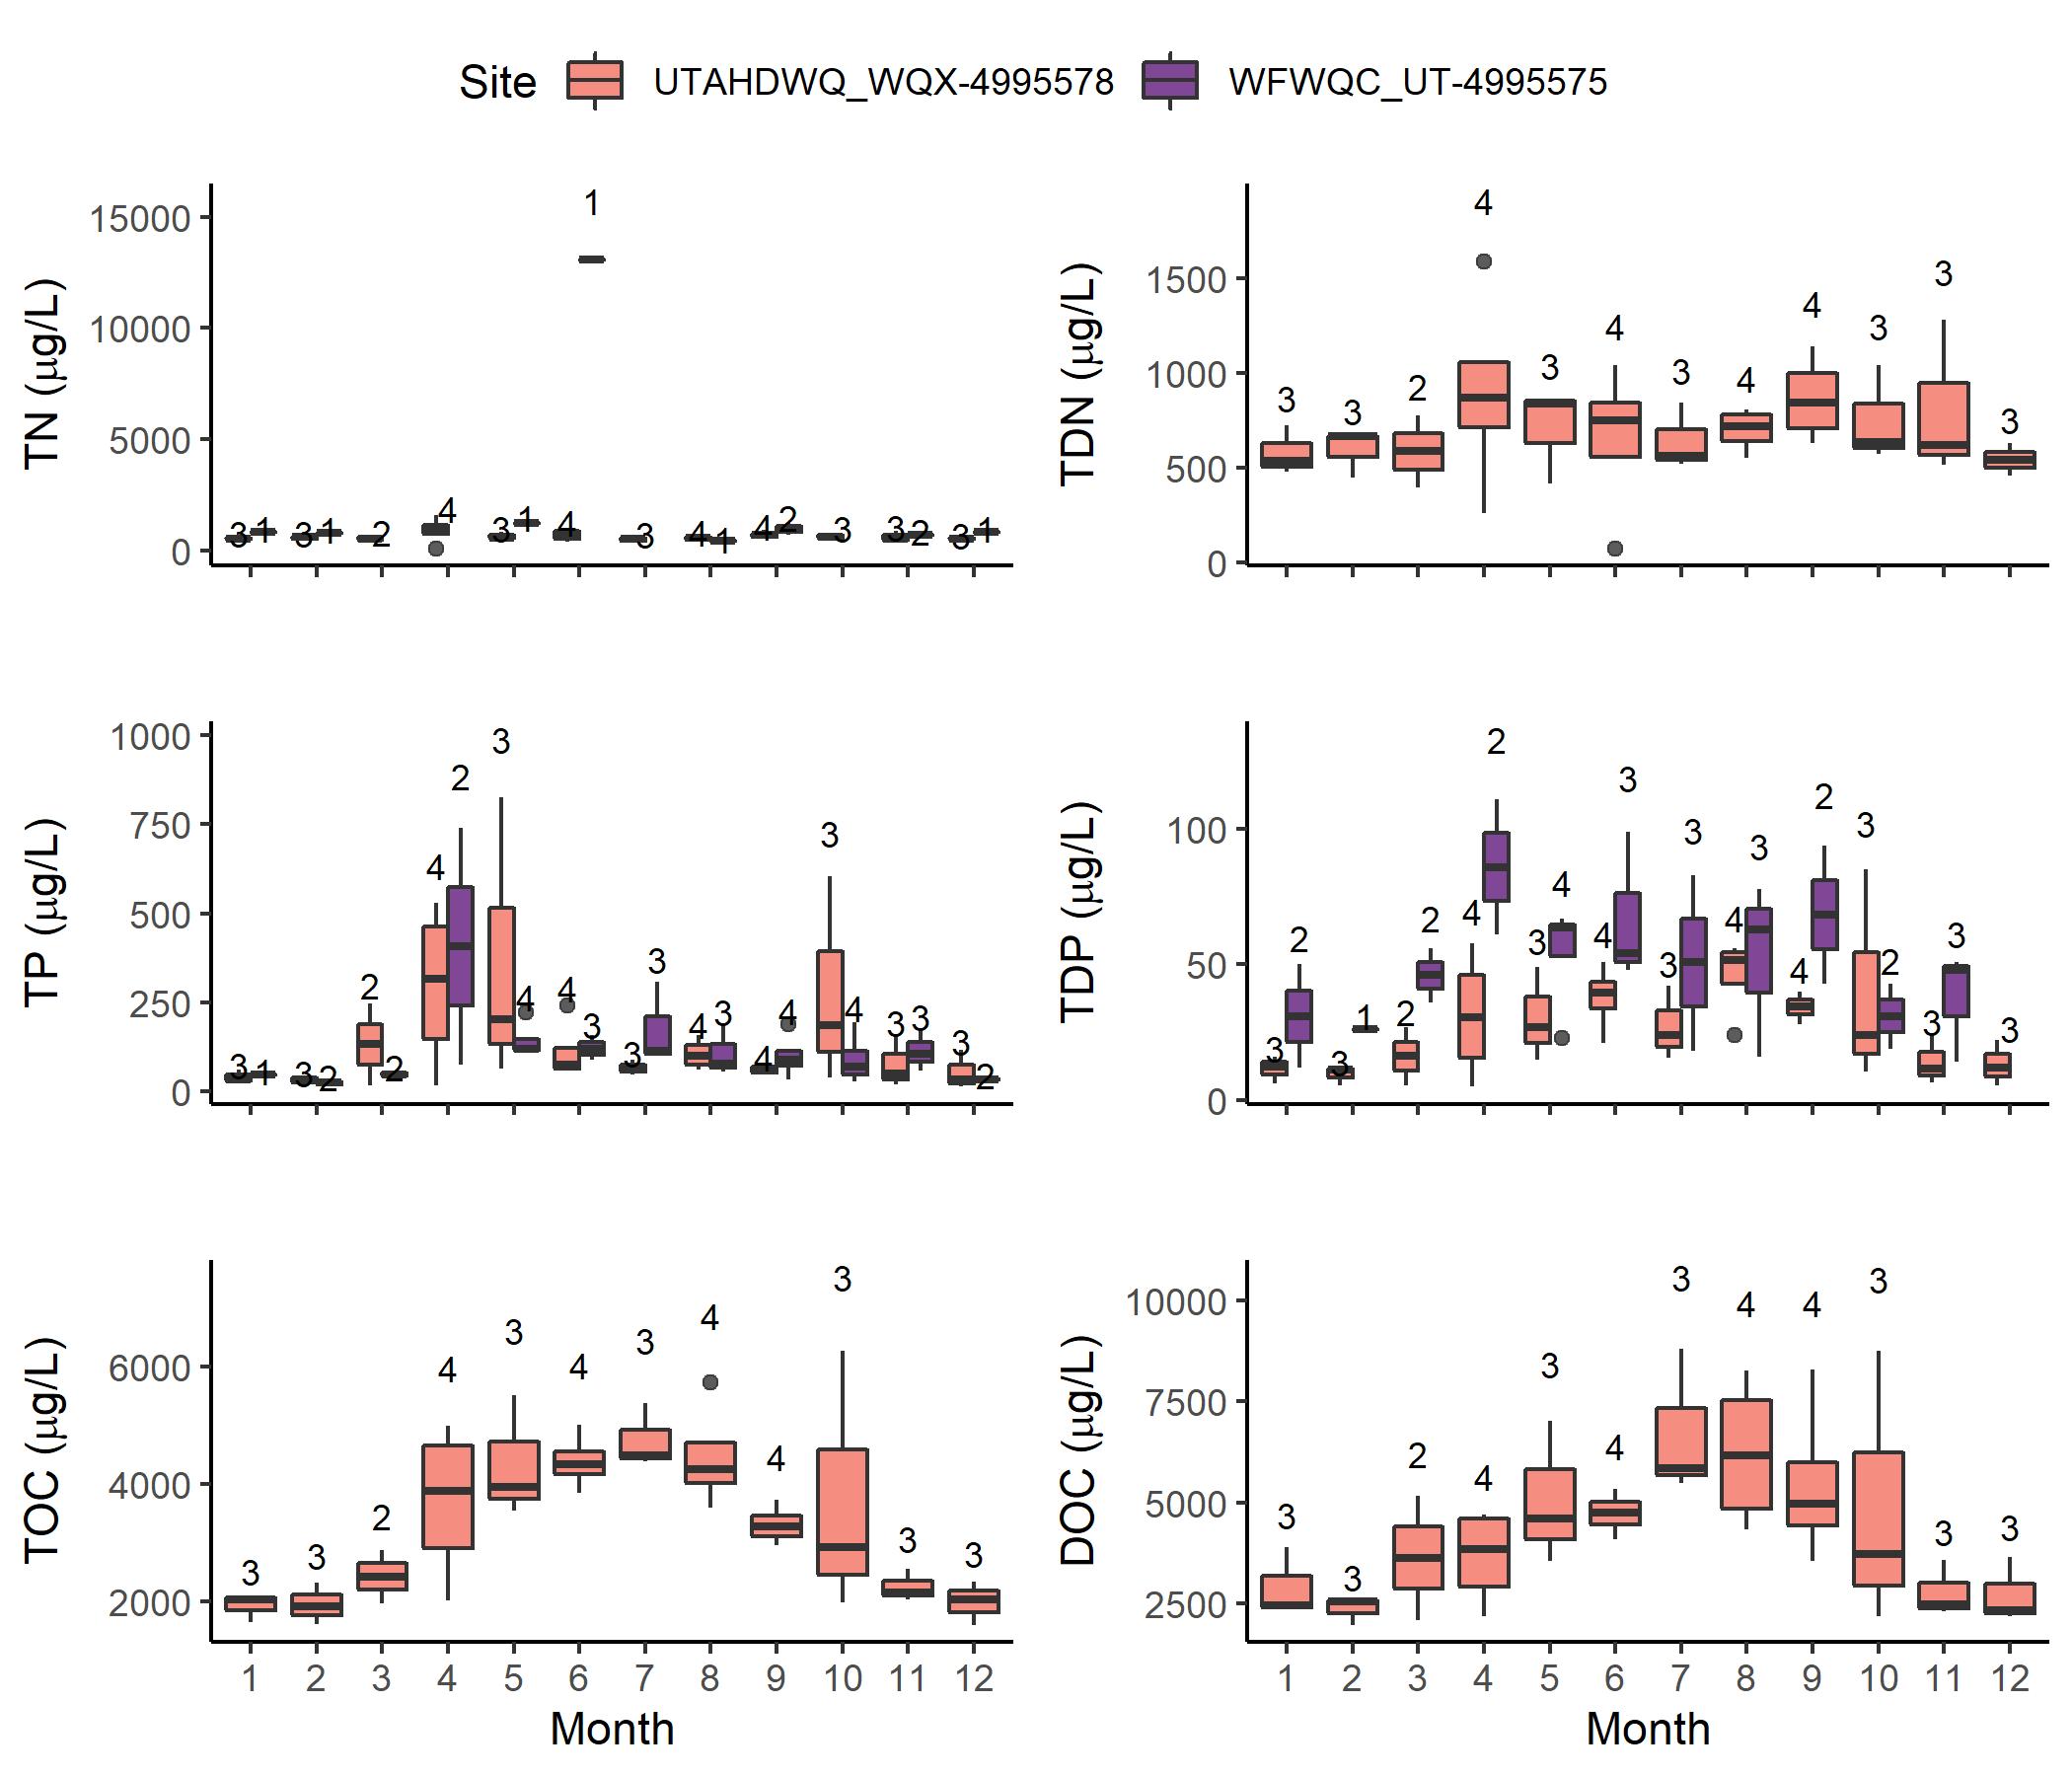 Site UTAHDWQ_WQX-4995578 WFWQC_UT-4995575
TN (µg/L)
15000
10000
5000
0
3 1 3 1 2 4 3 1 4 1 3 4 1 4 2 3 3 2 3 1
TDN (µg/L)
1500
1000
500
0
3 3 2 4 3 4 3 4 4 3 3 3
TP (µg/L)
1000
750
500
250
0
3 1 3 2 2 2 4 2 3 4 4 3 3 3 4 3 4 4 3 4 3 3 3 2
TDP (µg/L)
100
50
0
3 2 3 1 2 2 4 2 3 4 4 3 3 3 4 3 4 2 3 2 3 3 3
TOC (µg/L)
6000
4000
2000
3 3 2 4 3 4 3 4 4 3 3 3
1 2 3 4 5 6 7 8 9 10 11 12
Month
DOC (µg/L)
10000
7500
5000
2500
3 3 2 4 3 4 3 4 4 3 3 3
1 2 3 4 5 6 7 8 9 10 11 12
Month